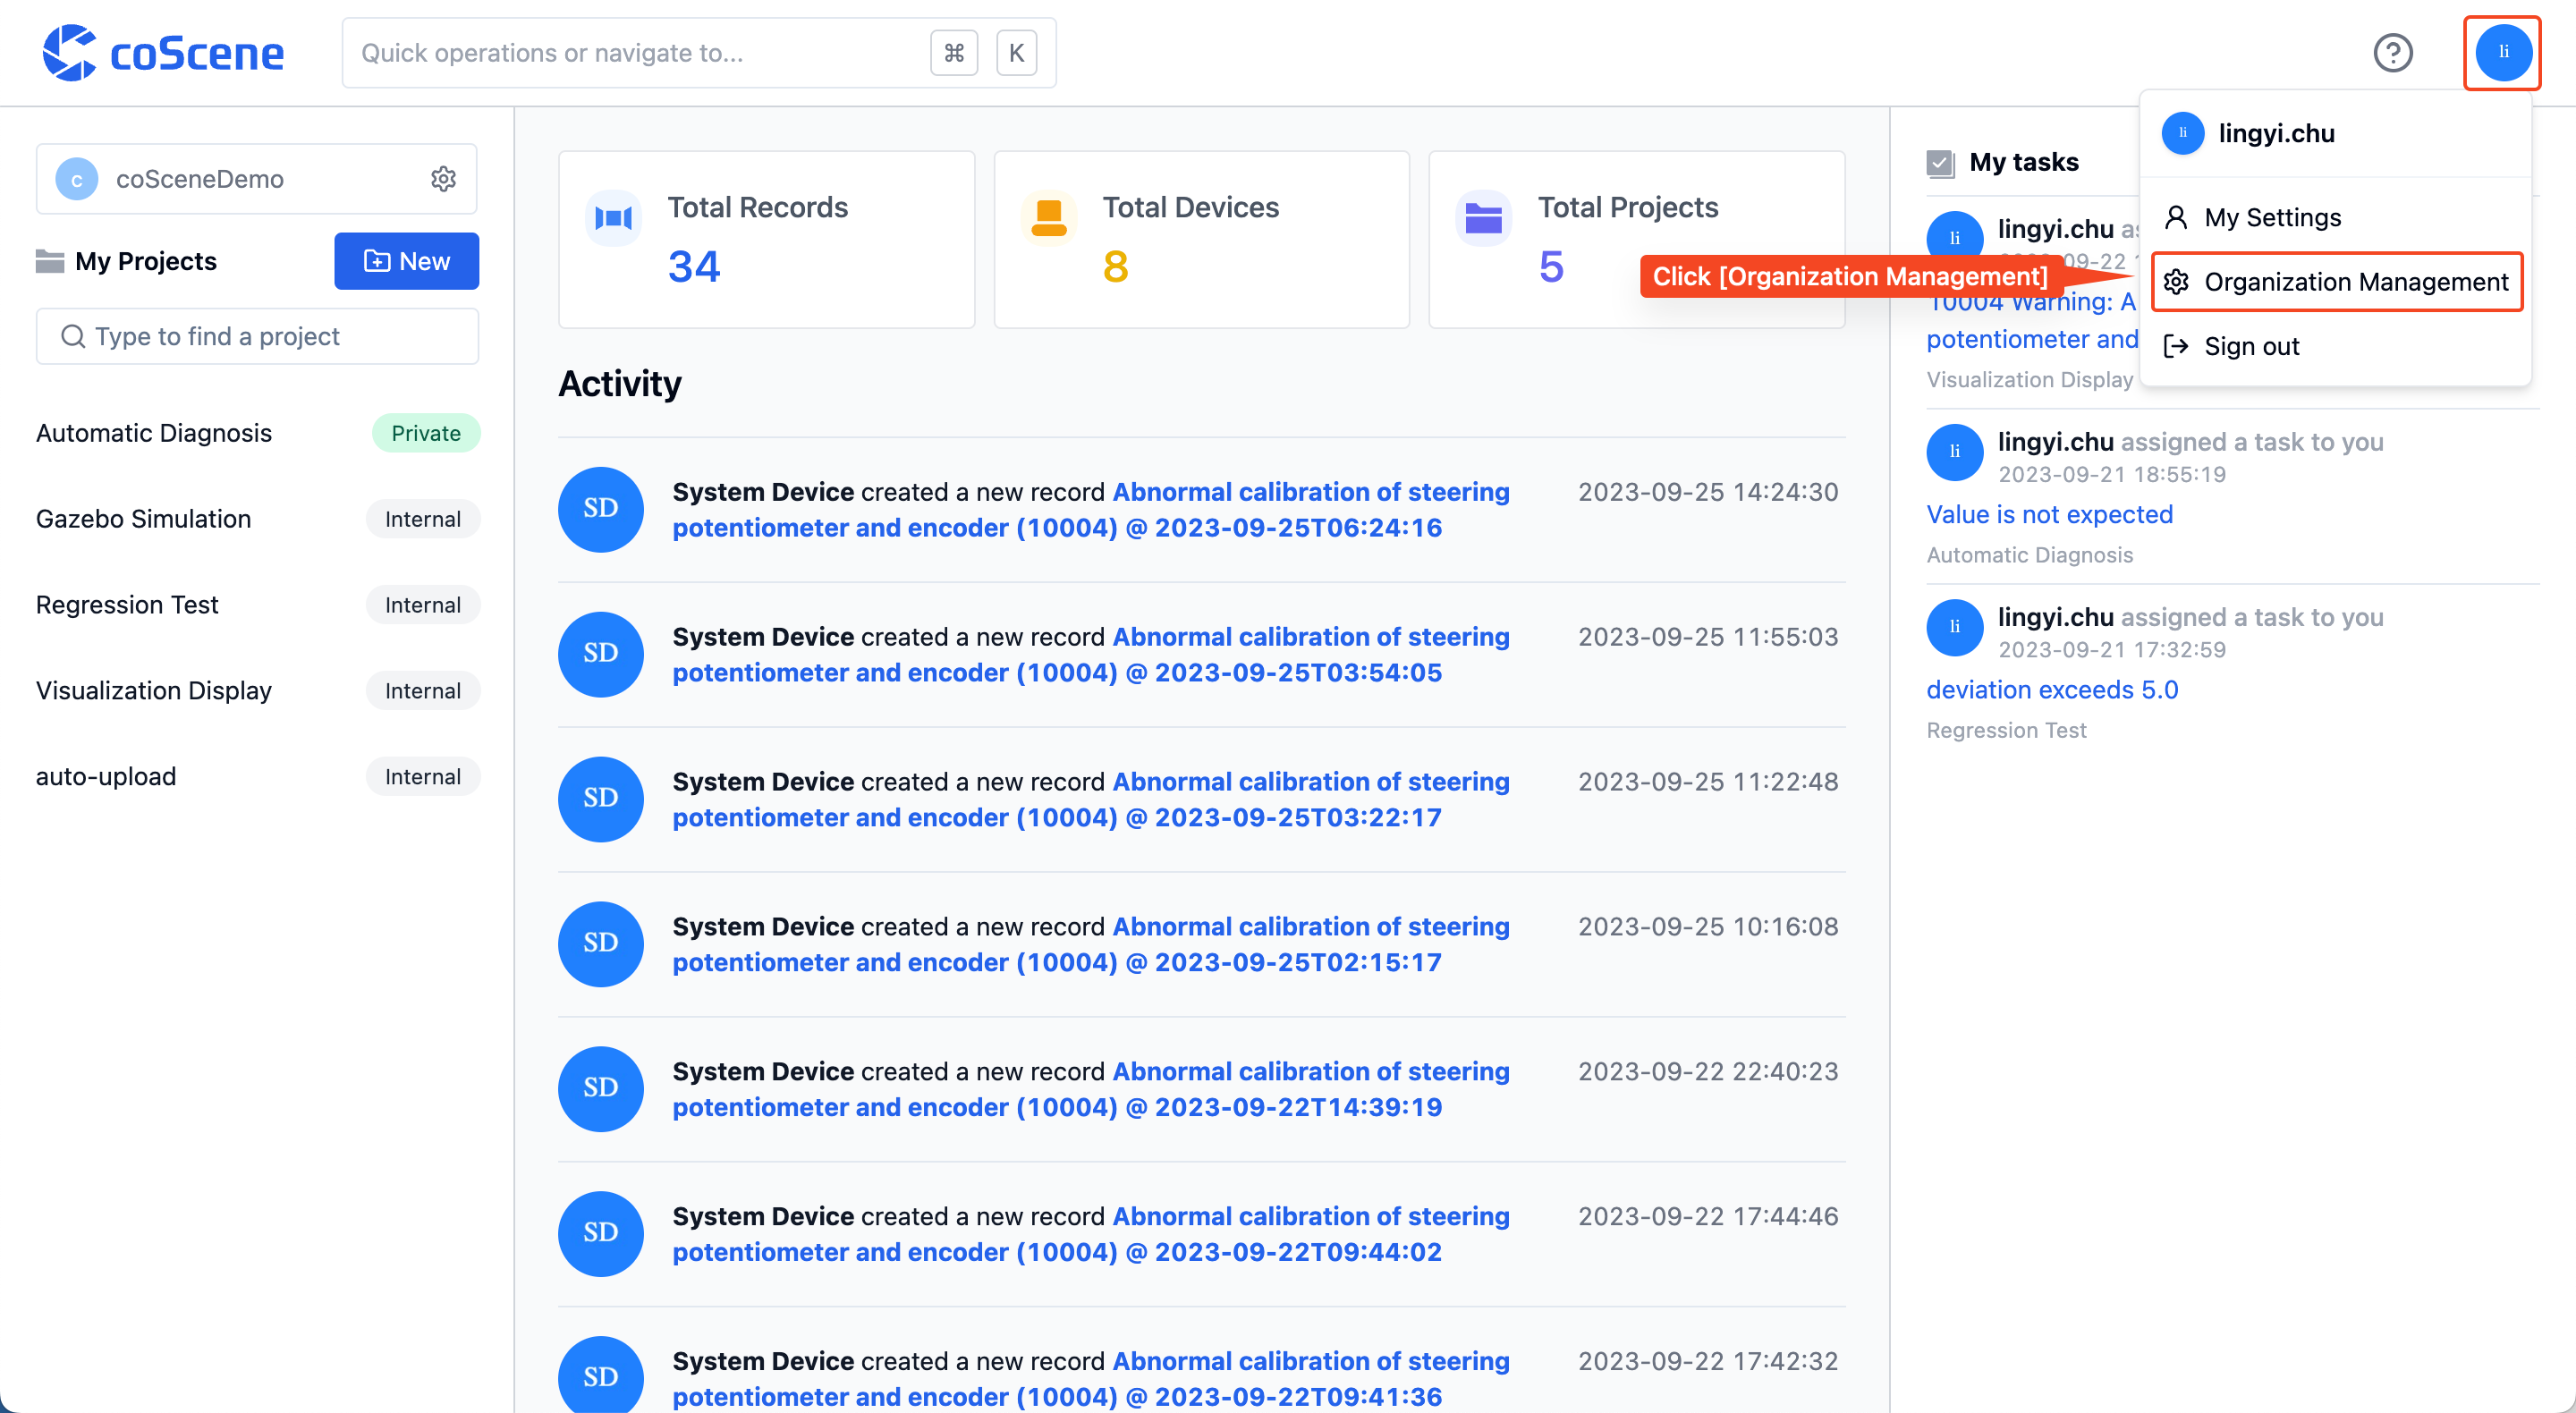 coScene
Quick operations or navigate to...
⌘ K
li
c coSceneDemo
My Projects
New
Type to find a project
Automatic Diagnosis Private
Gazebo Simulation Internal
Regression Test Internal
Visualization Display Internal
auto-upload Internal
Total Records
34
Total Devices
8
Total Projects
5
Activity
SD
System Device created a new record Abnormal calibration of steering
potentiometer and encoder (10004) @ 2023-09-25T06:24:16
2023-09-25 14:24:30
SD
System Device created a new record Abnormal calibration of steering
potentiometer and encoder (10004) @ 2023-09-25T03:54:05
2023-09-25 11:55:03
SD
System Device created a new record Abnormal calibration of steering
potentiometer and encoder (10004) @ 2023-09-25T03:22:17
2023-09-25 11:22:48
SD
System Device created a new record Abnormal calibration of steering
potentiometer and encoder (10004) @ 2023-09-25T02:15:17
2023-09-25 10:16:08
SD
System Device created a new record Abnormal calibration of steering
potentiometer and encoder (10004) @ 2023-09-22T14:39:19
2023-09-22 22:40:23
SD
System Device created a new record Abnormal calibration of steering
potentiometer and encoder (10004) @ 2023-09-22T09:44:02
2023-09-22 17:44:46
SD
System Device created a new record Abnormal calibration of steering
potentiometer and encoder (10004) @ 2023-09-22T09:41:36
2023-09-22 17:42:32
My tasks
li
lingyi.chu
10004 Warning: A
potentiometer and
Visualization Display
li
lingyi.chu assigned a task to you
2023-09-21 18:55:19
Value is not expected
Automatic Diagnosis
li
lingyi.chu assigned a task to you
2023-09-21 17:32:59
deviation exceeds 5.0
Regression Test
li lingyi.chu
My Settings
Organization Management
Sign out
Click [Organization Management]